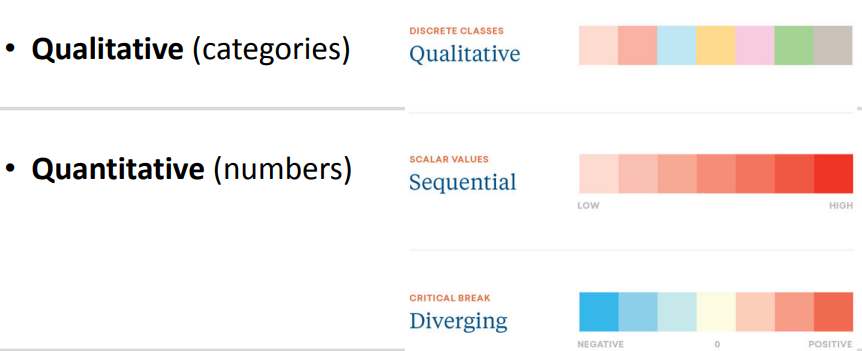 • Qualitative (categories)
DISCRETE CLASSES
Qualitative
• Quantitative (numbers)
SCALAR VALUES
Sequential
LOW
HIGH
CRITICAL BREAK
Diverging
NEGATIVE
0
POSITIVE